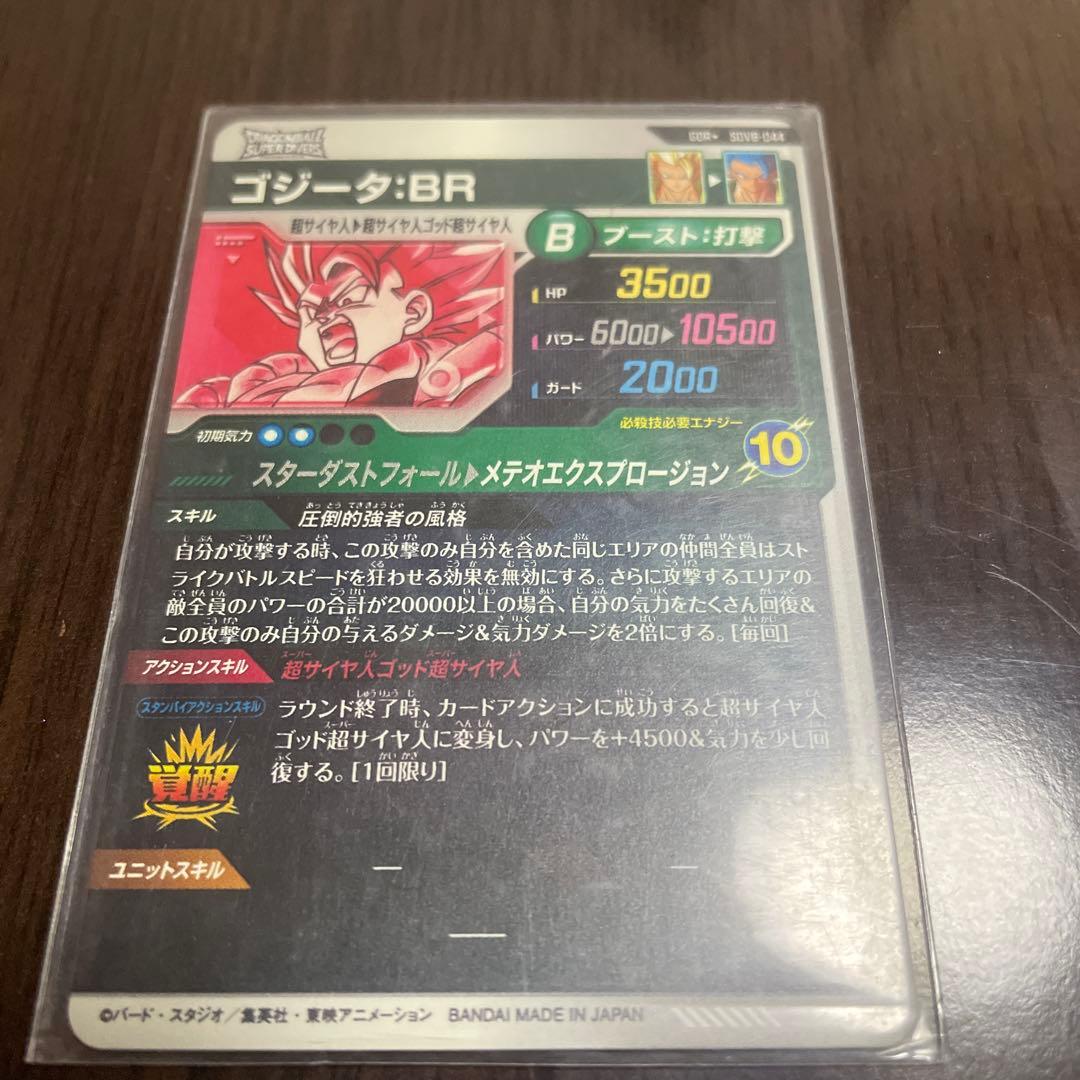 DRAGONBALL
SUPER DIVERS
GDR+ SDV8-044
ゴジータ:BR
超サイヤ人▶超サイヤ人ゴッド超サイヤ人
B ブースト:打撃
HP 3500
パワー 6000▶10500
ガード 2000
初期気力
必殺技必要エナジー
10
スターダストフォール▶メテオエクスプロージョン
スキル 圧倒的強者の風格
自分が攻撃する時、この攻撃のみ自分を含めた同じエリアの仲間全員はスト
ライクバトルスピードを狂わせる効果を無効にする。さらに攻撃するエリアの
敵全員のパワーの合計が20000以上の場合、自分の気力をたくさん回復&
この攻撃のみ自分の与えるダメージ&気力ダメージを2倍にする。[毎回]
アクションスキル 超サイヤ人ゴッド超サイヤ人
スタンバイアクションスキル
覚醒
ラウンド終了時、カードアクションに成功すると超サイヤ人
ゴッド超サイヤ人に変身し、パワーを+4500&気力を少し回
復する。[1回限り]
ユニットスキル
©バード・スタジオ／集英社・東映アニメーション BANDAI MADE IN JAPAN